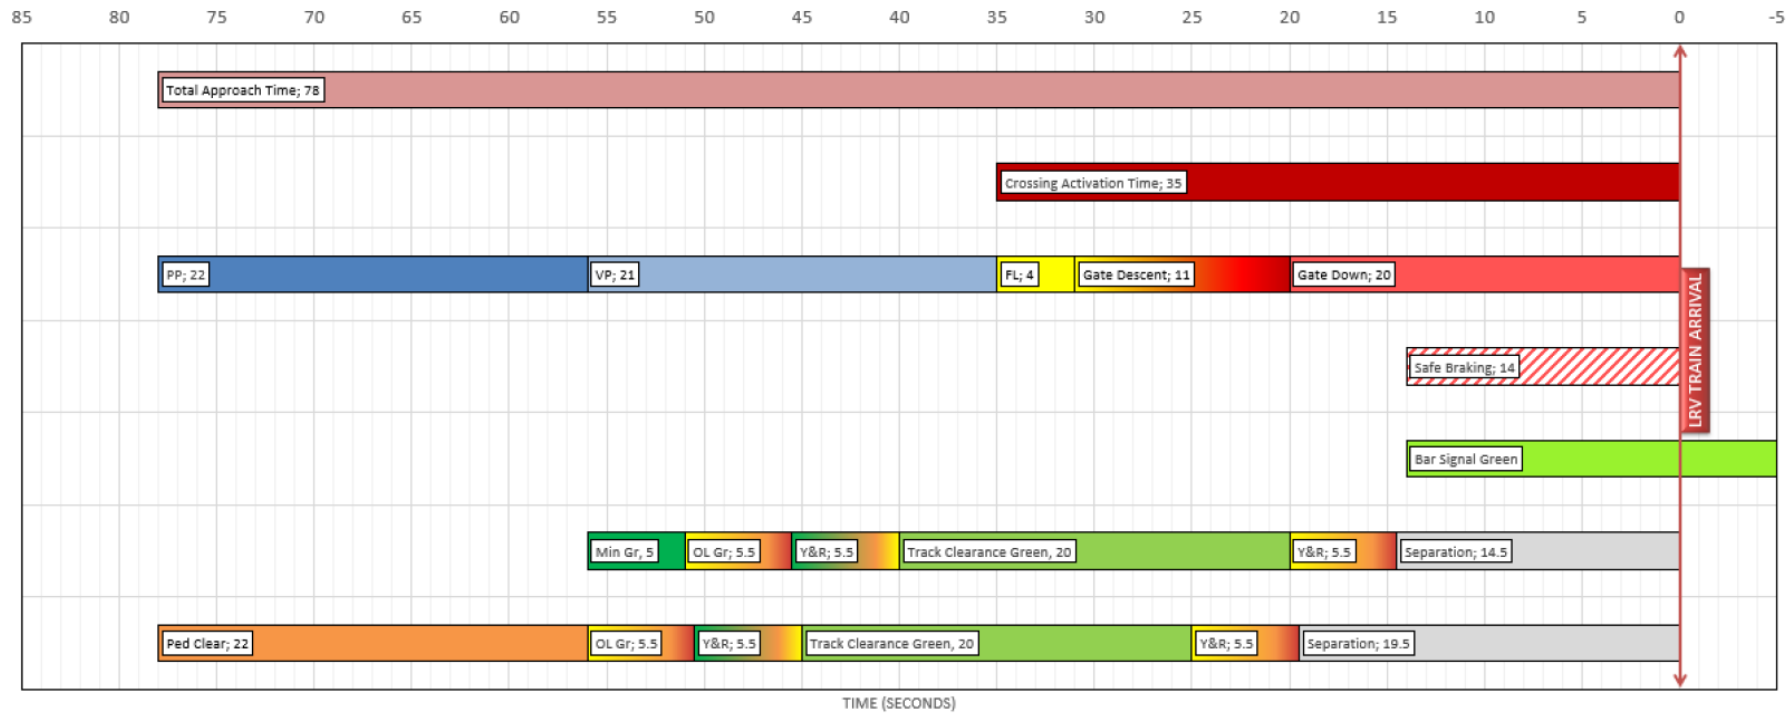 85 80 75 70 65 60 55 50 45 40 35 30 25 20 15 10 5 0 -5
Total Approach Time; 78
Crossing Activation Time; 35
PP; 22 VP; 21 FL; 4 Gate Descent; 11 Gate Down; 20
LRV TRAIN ARRIVAL
Safe Braking; 14
Bar Signal Green
Min Gr, 5 OL Gr; 5.5 Y&R; 5.5 Track Clearance Green, 20 Y&R; 5.5 Separation; 14.5
Ped Clear; 22 OL Gr; 5.5 Y&R; 5.5 Track Clearance Green, 20 Y&R; 5.5 Separation; 19.5
TIME (SECONDS)